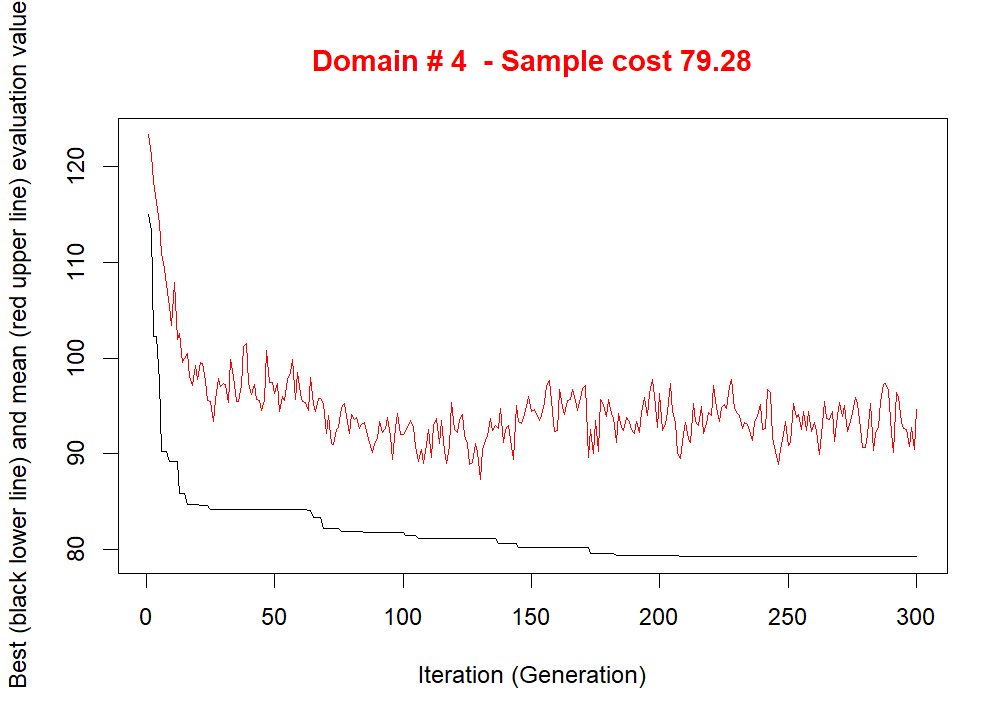 Domain # 4  - Sample cost 79.28
Best (black lower line) and mean (red upper line) evaluation value
120
110
100
90
80
0 50 100 150 200 250 300
Iteration (Generation)